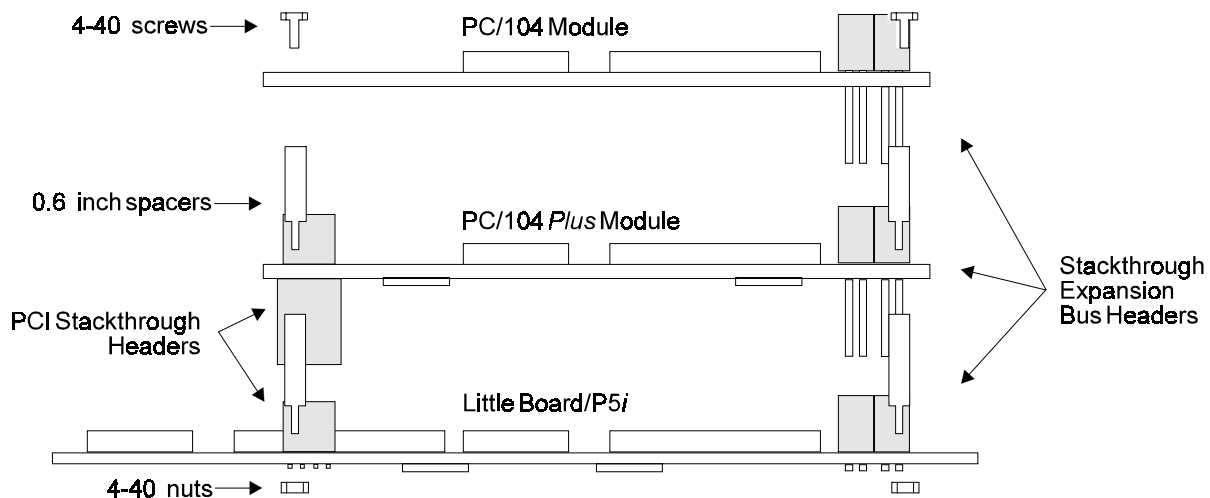 4-40 screws
PC/104 Module
0.6 inch spacers
PC/104 Plus Module
Stackthrough
Expansion
Bus Headers
PCI Stackthrough
Headers
Little Board/P5i
4-40 nuts